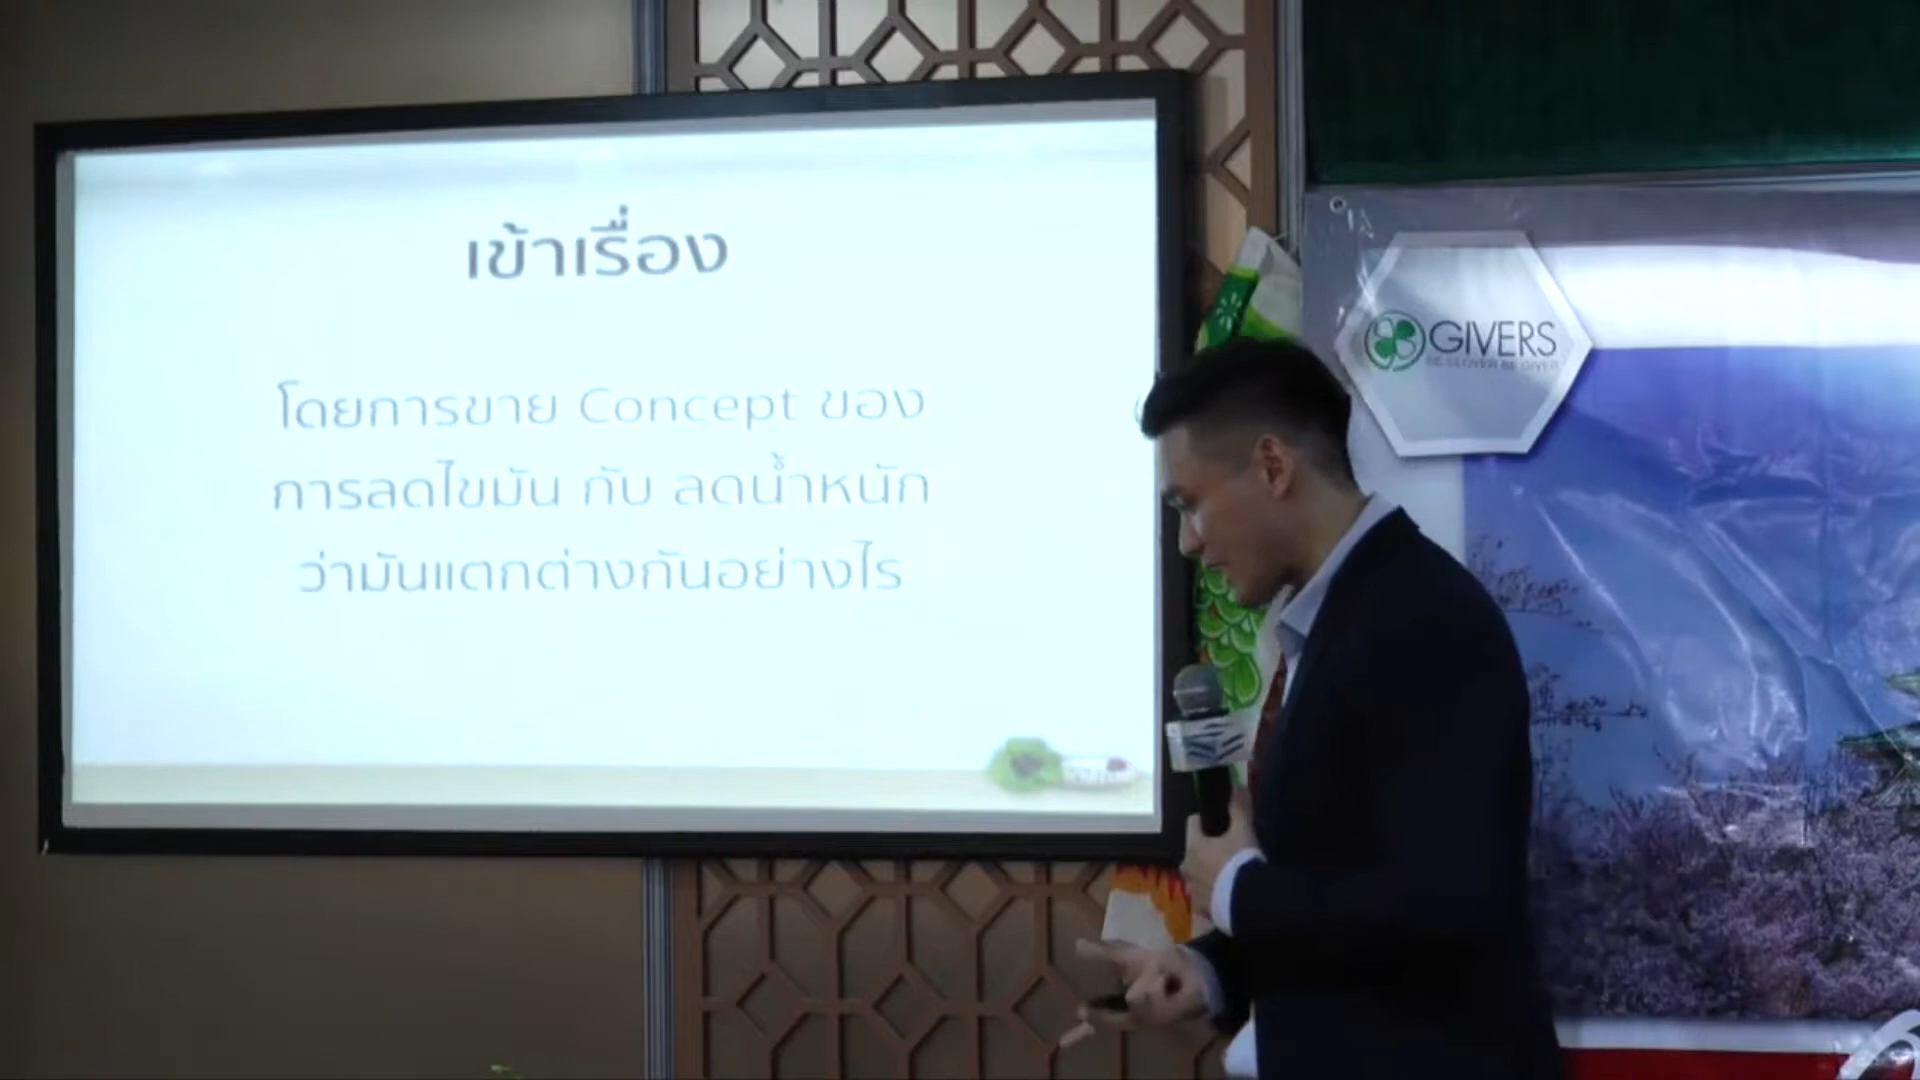 เข้าเรื่อง
โดยการขาย Concept ของ
การลดไขมัน กับ ลดน้ำหนัก
ว่ามันแตกต่างกันอย่างไร
GIVERS